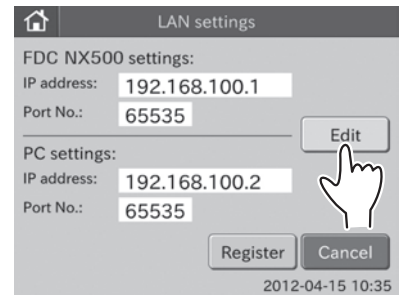 LAN settings
FDC NX500 settings:
IP address: 192.168.100.1
Port No.: 65535
Edit
PC settings:
IP address: 192.168.100.2
Port No.: 65535
Register Cancel
2012-04-15 10:35